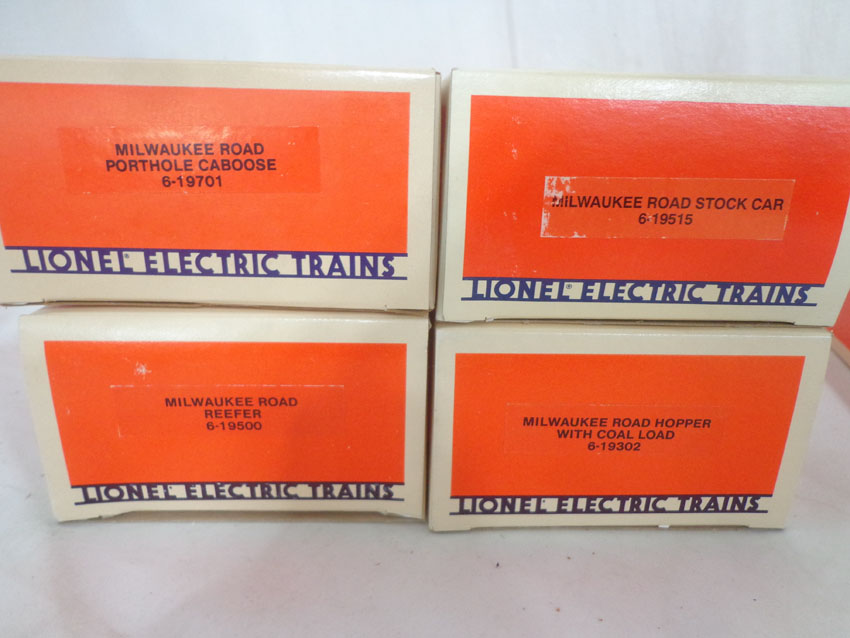 MILWAUKEE ROAD
PORTHOLE CABOOSE
6-19701
LIONEL® ELECTRIC TRAINS
MILWAUKEE ROAD STOCK CAR
6-19515
LIONEL® ELECTRIC TRAINS
MILWAUKEE ROAD
REEFER
6-19500
LIONEL® ELECTRIC TRAINS
MILWAUKEE ROAD HOPPER
WITH COAL LOAD
6-19302
LIONEL® ELECTRIC TRAINS